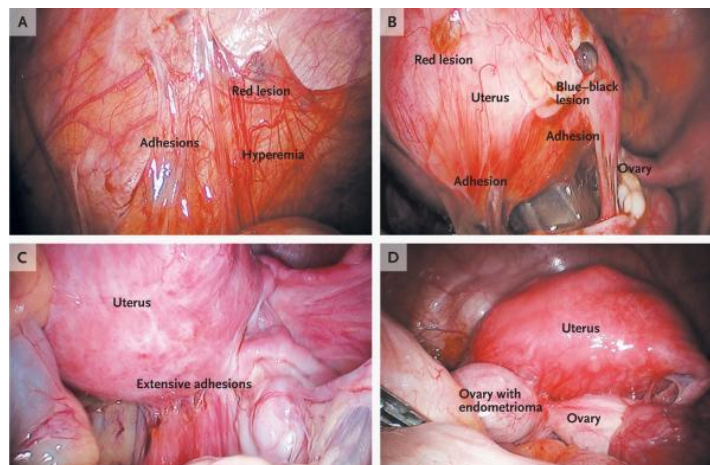 A
Red lesion
Adhesions
Hyperemia
B
Red lesion
Uterus
Blue–black
lesion
Adhesion
Ovary
Adhesion
C
Uterus
Extensive adhesions
D
Uterus
Ovary with
endometrioma
Ovary